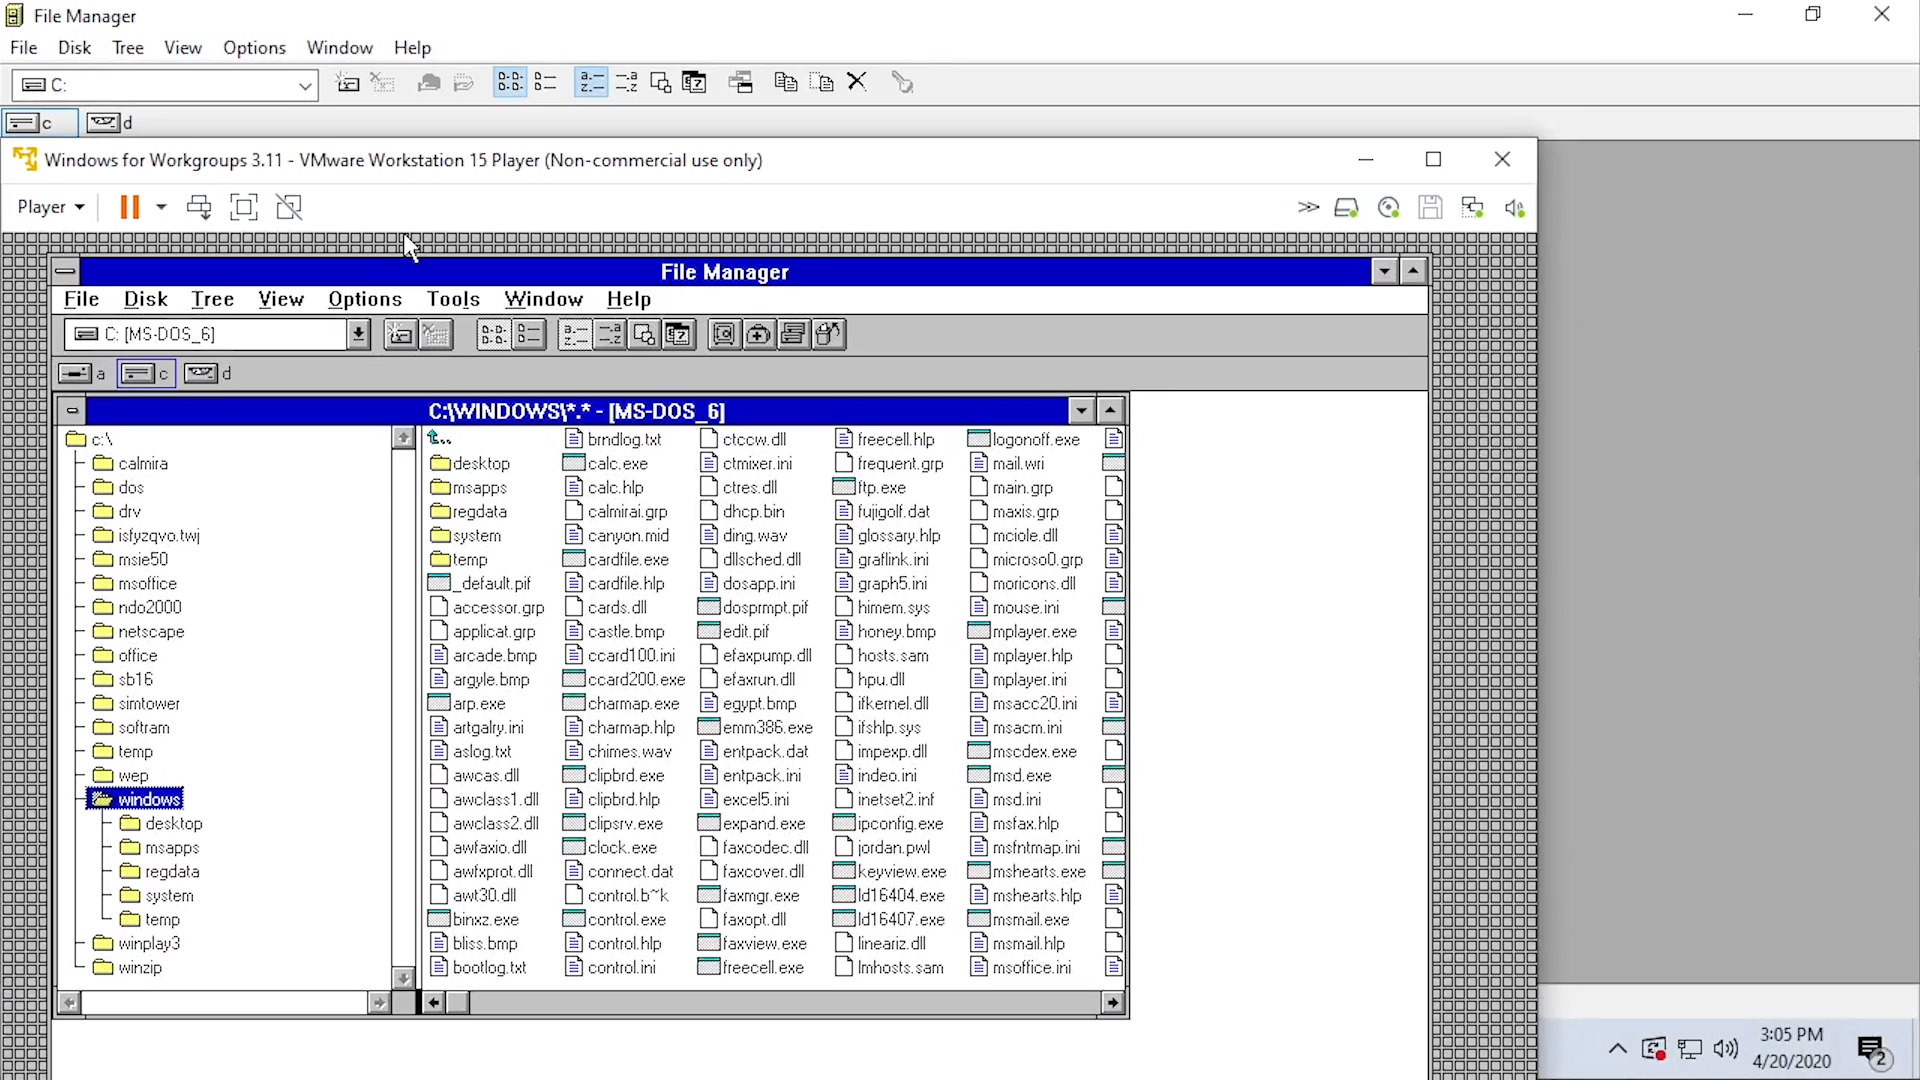 File Manager
File Disk Tree View Options Window Help
C:
c d
Windows for Workgroups 3.11 - VMware Workstation 15 Player (Non-commercial use only)
Player
File Manager
File Disk Tree View Options Tools Window Help
C: [MS-DOS_6]
a c d
C:\WINDOWS\*.* - [MS-DOS_6]
c:\
calmira
dos
drv
isfyzqvo.twj
msie50
msoffice
ndo2000
netscape
office
sb16
simtower
softram
temp
wep
windows
desktop
msapps
regdata
system
temp
winplay3
winzip
..
desktop
msapps
regdata
system
temp
_default.pif
accessor.grp
applicat.grp
arcade.bmp
argyle.bmp
arp.exe
artgalry.ini
aslog.txt
awcas.dll
awclass1.dll
awclass2.dll
awfaxio.dll
awfxprot.dll
awt30.dll
binxz.exe
bliss.bmp
bootlog.txt
brndlog.txt
calc.exe
calc.hlp
calmirai.grp
canyon.mid
cardfile.exe
cardfile.hlp
cards.dll
castle.bmp
ccard100.ini
ccard200.exe
charmap.exe
charmap.hlp
chimes.wav
clipbrd.exe
clipbrd.hlp
clipsrv.exe
clock.exe
connect.dat
control.b~k
control.exe
control.hlp
control.ini
ctccw.dll
ctmixer.ini
ctres.dll
dhcp.bin
ding.wav
dllsched.dll
dosapp.ini
dosprmpt.pif
edit.pif
efaxpump.dll
efaxrun.dll
egypt.bmp
emm386.exe
entpack.dat
entpack.ini
excel5.ini
expand.exe
faxcodec.dll
faxcover.dll
faxmgr.exe
faxopt.dll
faxview.exe
freecell.exe
freecell.hlp
frequent.grp
ftp.exe
fujigolf.dat
glossary.hlp
graflink.ini
graph5.ini
himem.sys
honey.bmp
hosts.sam
hpu.dll
ifkernel.dll
ifshlp.sys
impexp.dll
indeo.ini
inetset2.inf
ipconfig.exe
jordan.pwl
keyview.exe
ld16404.exe
ld16407.exe
lineariz.dll
lmhosts.sam
logonoff.exe
mail.wri
main.grp
maxis.grp
mciole.dll
microso0.grp
moricons.dll
mouse.ini
mplayer.exe
mplayer.hlp
mplayer.ini
msacc20.ini
msacm.ini
mscdex.exe
msd.exe
msd.ini
msfax.hlp
msfntmap.ini
mshearts.exe
mshearts.hlp
msmail.exe
msmail.hlp
msoffice.ini
3:05 PM
4/20/2020
2